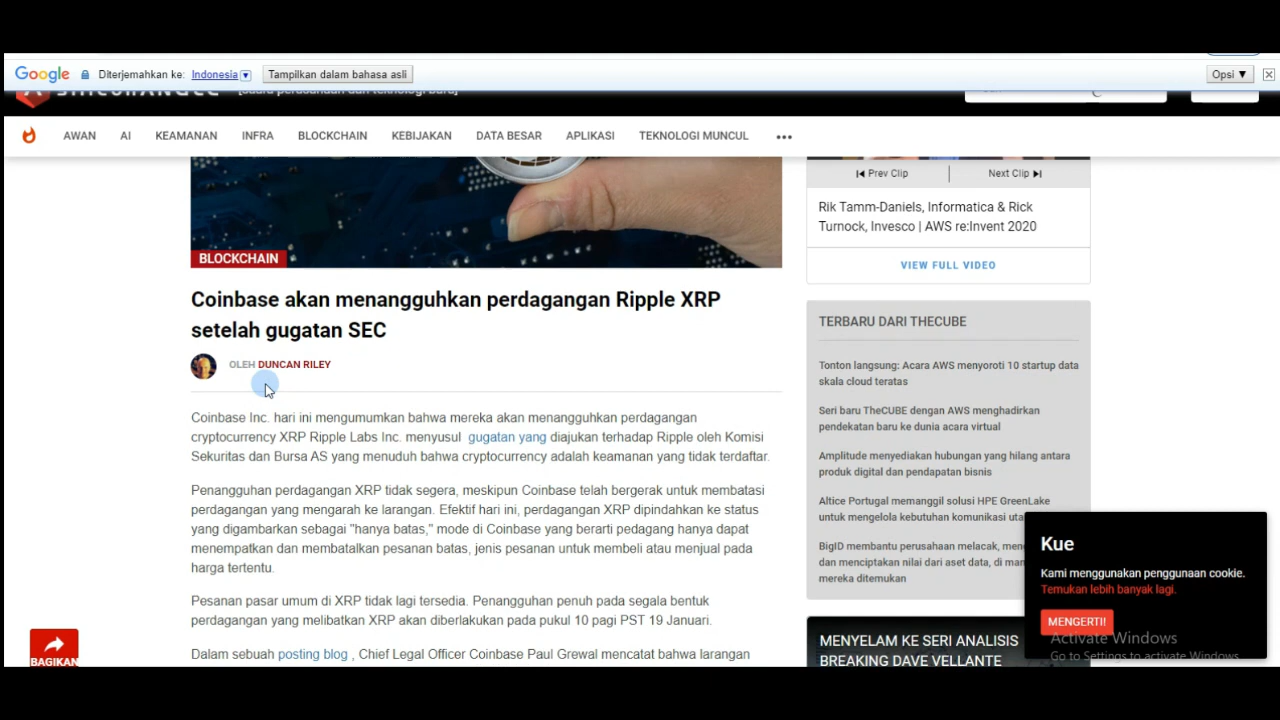 Google Diterjemahkan ke: Indonesia ▼ Tampilkan dalam bahasa asli Opsi ▼
AWAN AI KEAMANAN INFRA BLOCKCHAIN KEBIJAKAN DATA BESAR APLIKASI TEKNOLOGI MUNCUL •••
BLOCKCHAIN
Coinbase akan menangguhkan perdagangan Ripple XRP
setelah gugatan SEC
OLEH DUNCAN RILEY
Coinbase Inc. hari ini mengumumkan bahwa mereka akan menangguhkan perdagangan
cryptocurrency XRP Ripple Labs Inc. menyusul gugatan yang diajukan terhadap Ripple oleh Komisi
Sekuritas dan Bursa AS yang menuduh bahwa cryptocurrency adalah keamanan yang tidak terdaftar.
Penangguhan perdagangan XRP tidak segera, meskipun Coinbase telah bergerak untuk membatasi
perdagangan yang mengarah ke larangan. Efektif hari ini, perdagangan XRP dipindahkan ke status
yang digambarkan sebagai "hanya batas," mode di Coinbase yang berarti pedagang hanya dapat
menempatkan dan membatalkan pesanan batas, jenis pesanan untuk membeli atau menjual pada
harga tertentu.
Pesanan pasar umum di XRP tidak lagi tersedia. Penangguhan penuh pada segala bentuk
perdagangan yang melibatkan XRP akan diberlakukan pada pukul 10 pagi PST 19 Januari.
Dalam sebuah posting blog , Chief Legal Officer Coinbase Paul Grewal mencatat bahwa larangan
BAGIKAN
Prev Clip Next Clip
Rik Tamm-Daniels, Informatica & Rick
Turnock, Invesco | AWS re:Invent 2020
VIEW FULL VIDEO
TERBARU DARI THECUBE
Tonton langsung: Acara AWS menyoroti 10 startup data
skala cloud teratas
Seri baru TheCUBE dengan AWS menghadirkan
pendekatan baru ke dunia acara virtual
Amplitude menyediakan hubungan yang hilang antara
produk digital dan pendapatan bisnis
Altice Portugal memanggil solusi HPE GreenLake
untuk mengelola kebutuhan komunikasi
BigID membantu perusahaan melacak,
dan menciptakan nilai dari aset data, di
mereka ditemukan
MENYELAM KE SERI ANALISIS
BREAKING DAVE VELLANTE
Kue
Kami menggunakan penggunaan cookie.
Temukan lebih banyak lagi.
MENGERTI!
Activate Windows
Go to Settings to activate Windows.